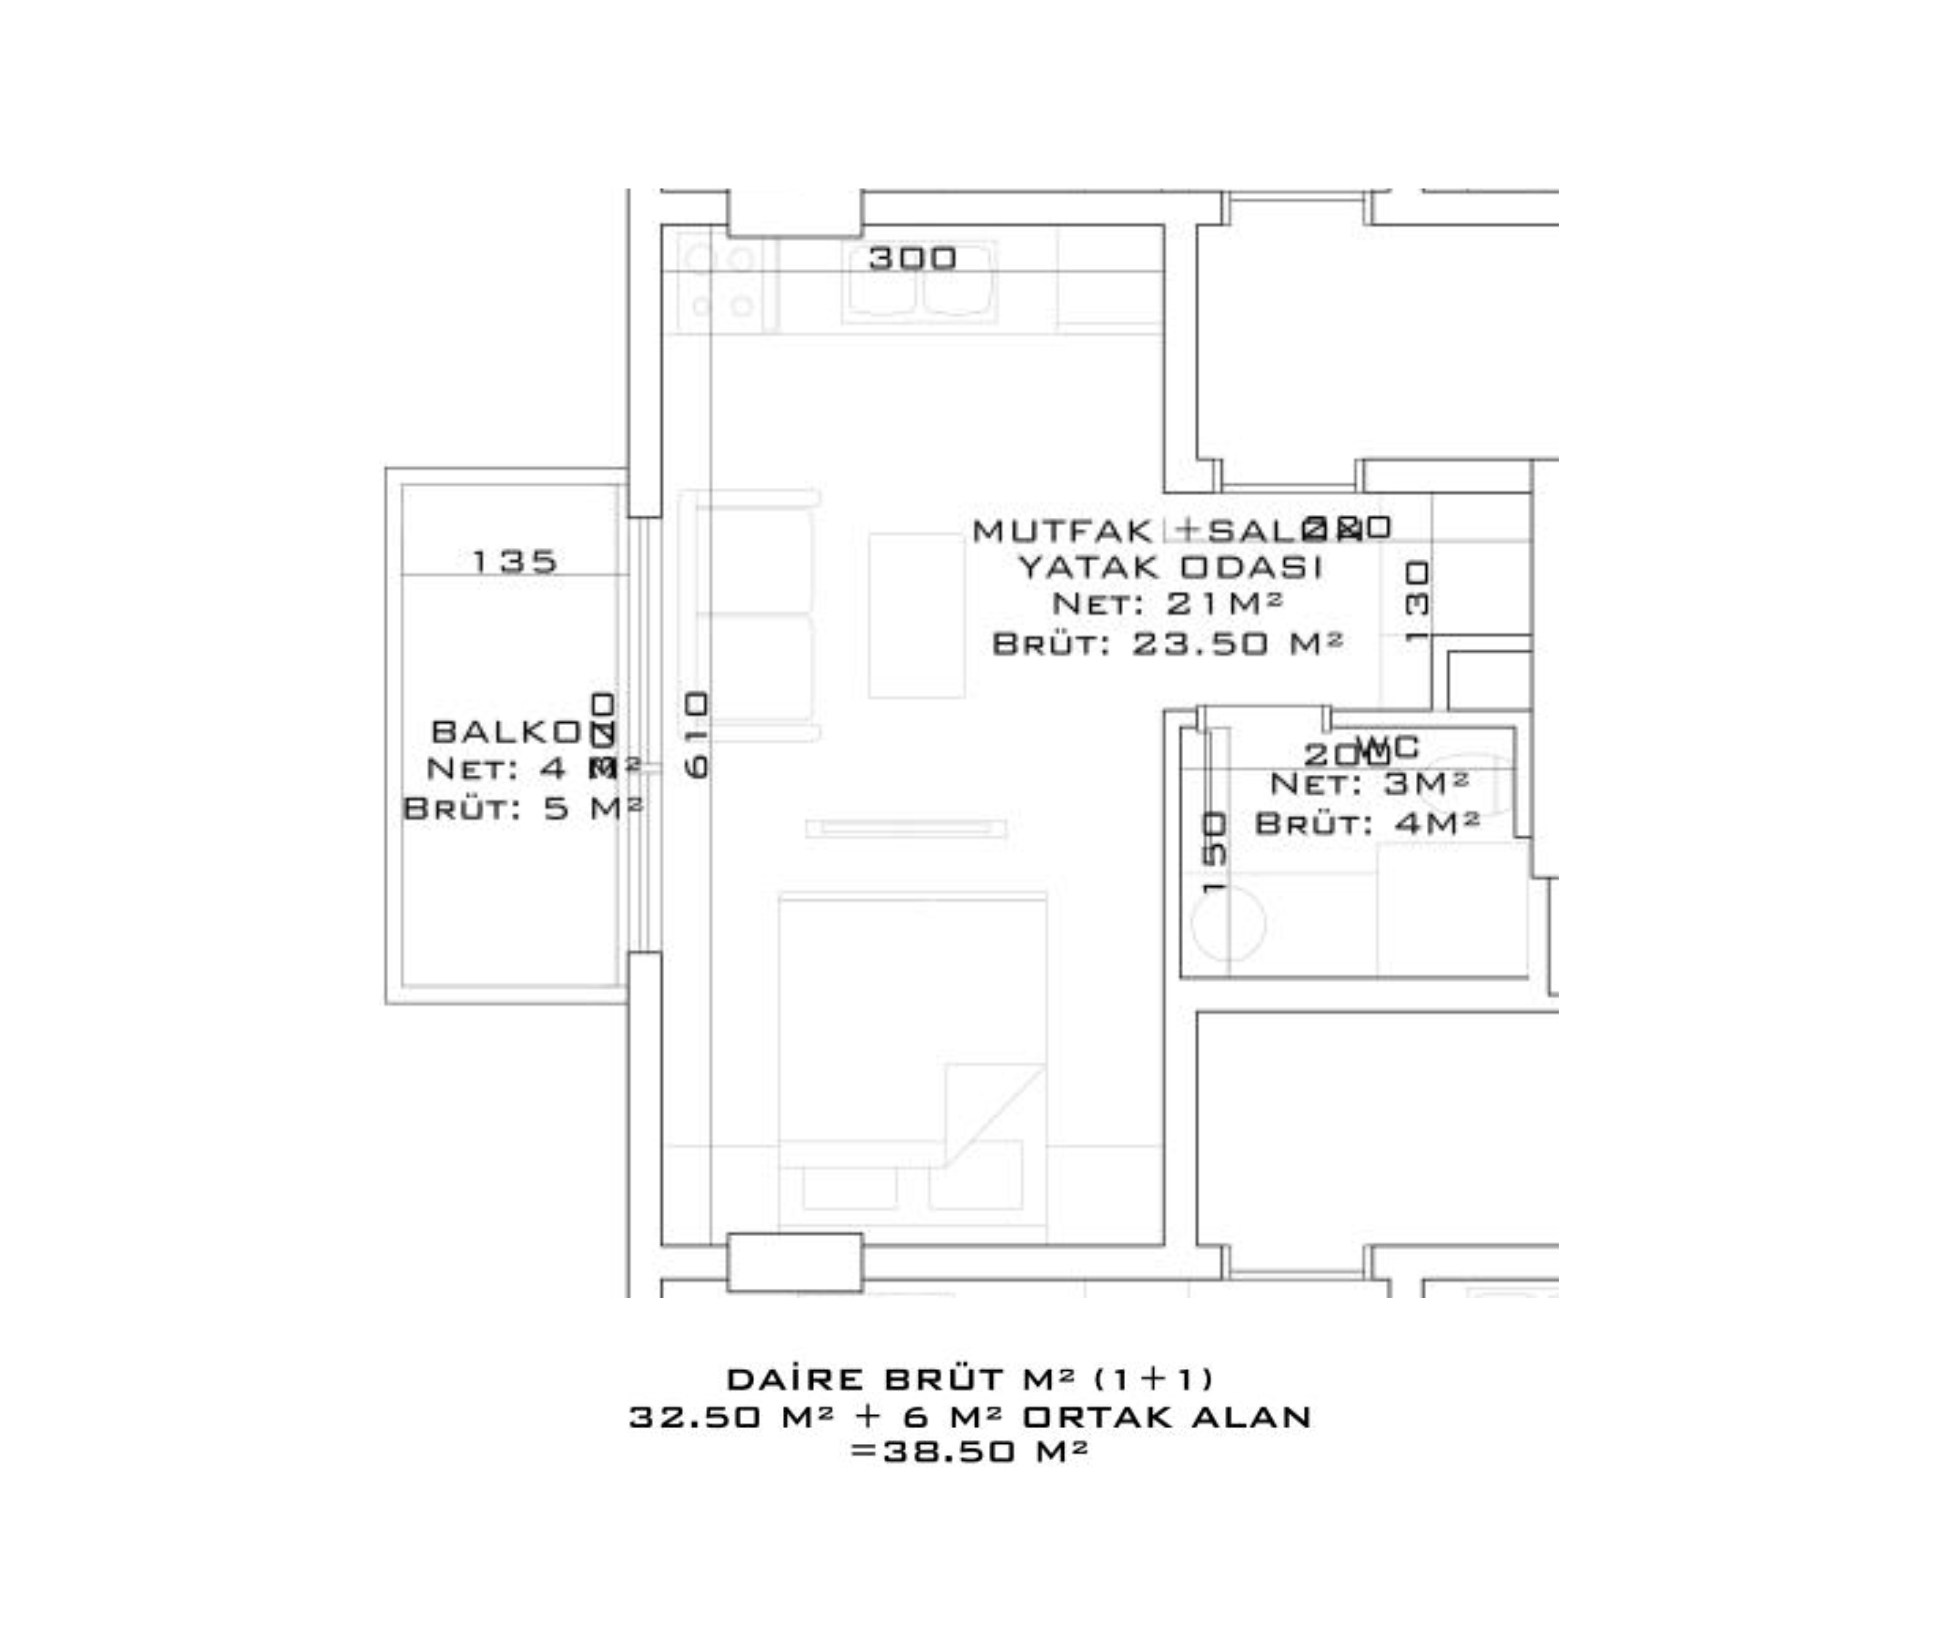 300
135
MUTFAK +SALON
220
YATAK ODASI
NET: 21M²
BRÜT: 23.50 M²
130
610
BALKON
300
NET: 4 M²
BRÜT: 5 M²
WC
200
NET: 3M²
BRÜT: 4M²
150
DAİRE BRÜT M² (1+1)
32.50 M² + 6 M² ORTAK ALAN
=38.50 M²